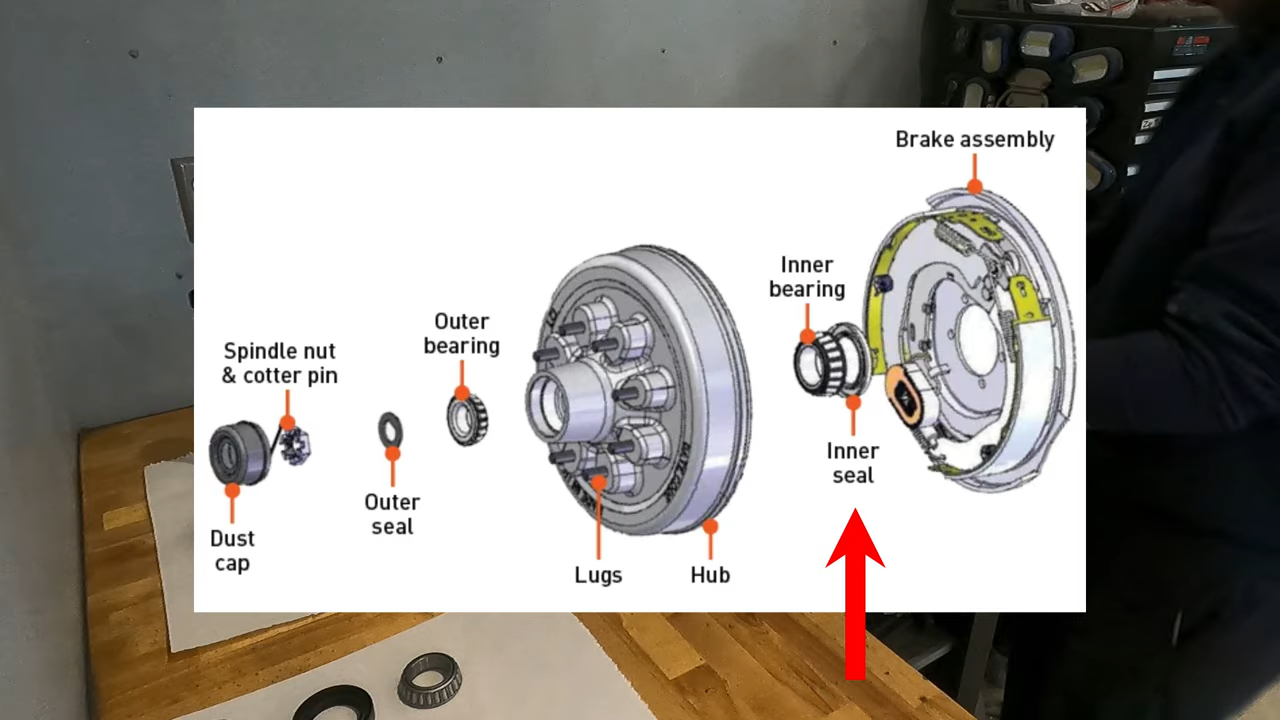 Brake assembly
Inner
bearing
Outer
bearing
Spindle nut
& cotter pin
Inner
seal
Outer
seal
Dust
cap
Lugs
Hub